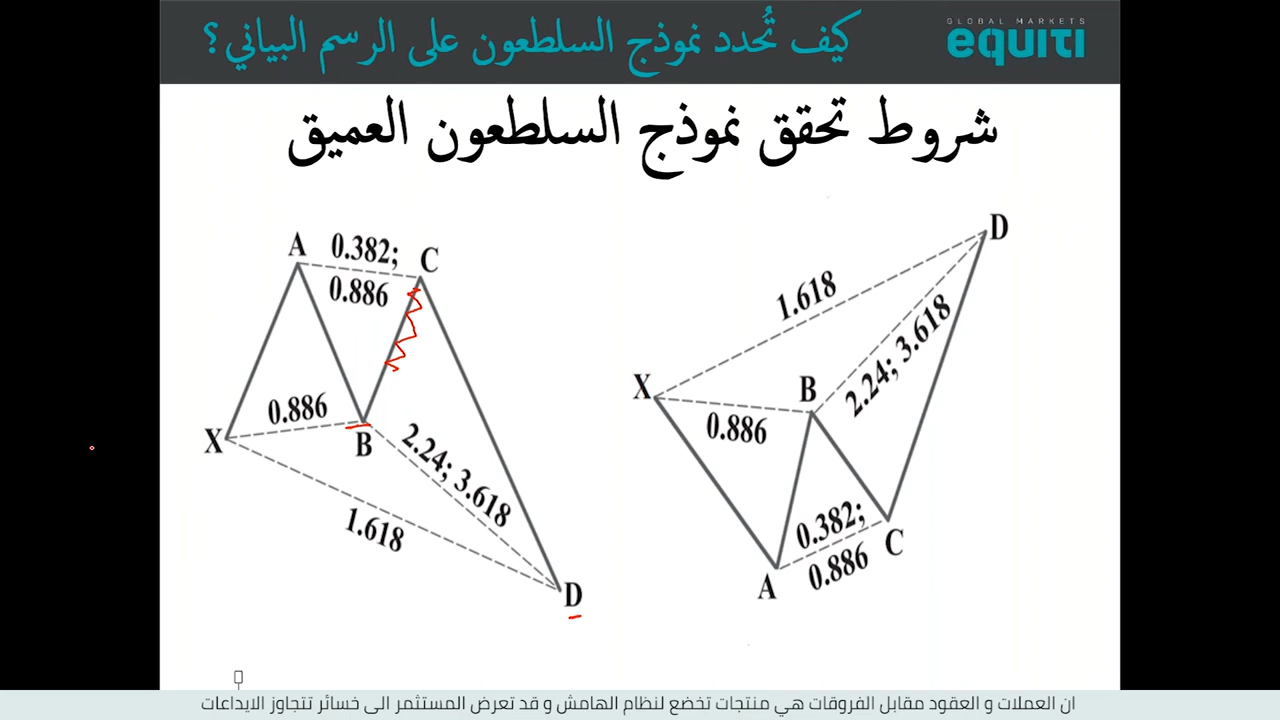 GLOBAL MARKETS
equiti
كيف تُحدد نموذج السلطعون على الرسم البياني؟
شروط تحقق نموذج السلطعون العميق
A 0.382; C
0.886
0.886
X
B
2.24; 3.618
1.618
D
D
1.618
2.24; 3.618
X
B
0.886
0.382;
C
0.886
A
ان العملات و العقود مقابل الفروقات هي منتجات تخضع لنظام الهامش و قد تعرض المستثمر الى خسائر تتجاوز الايداعات